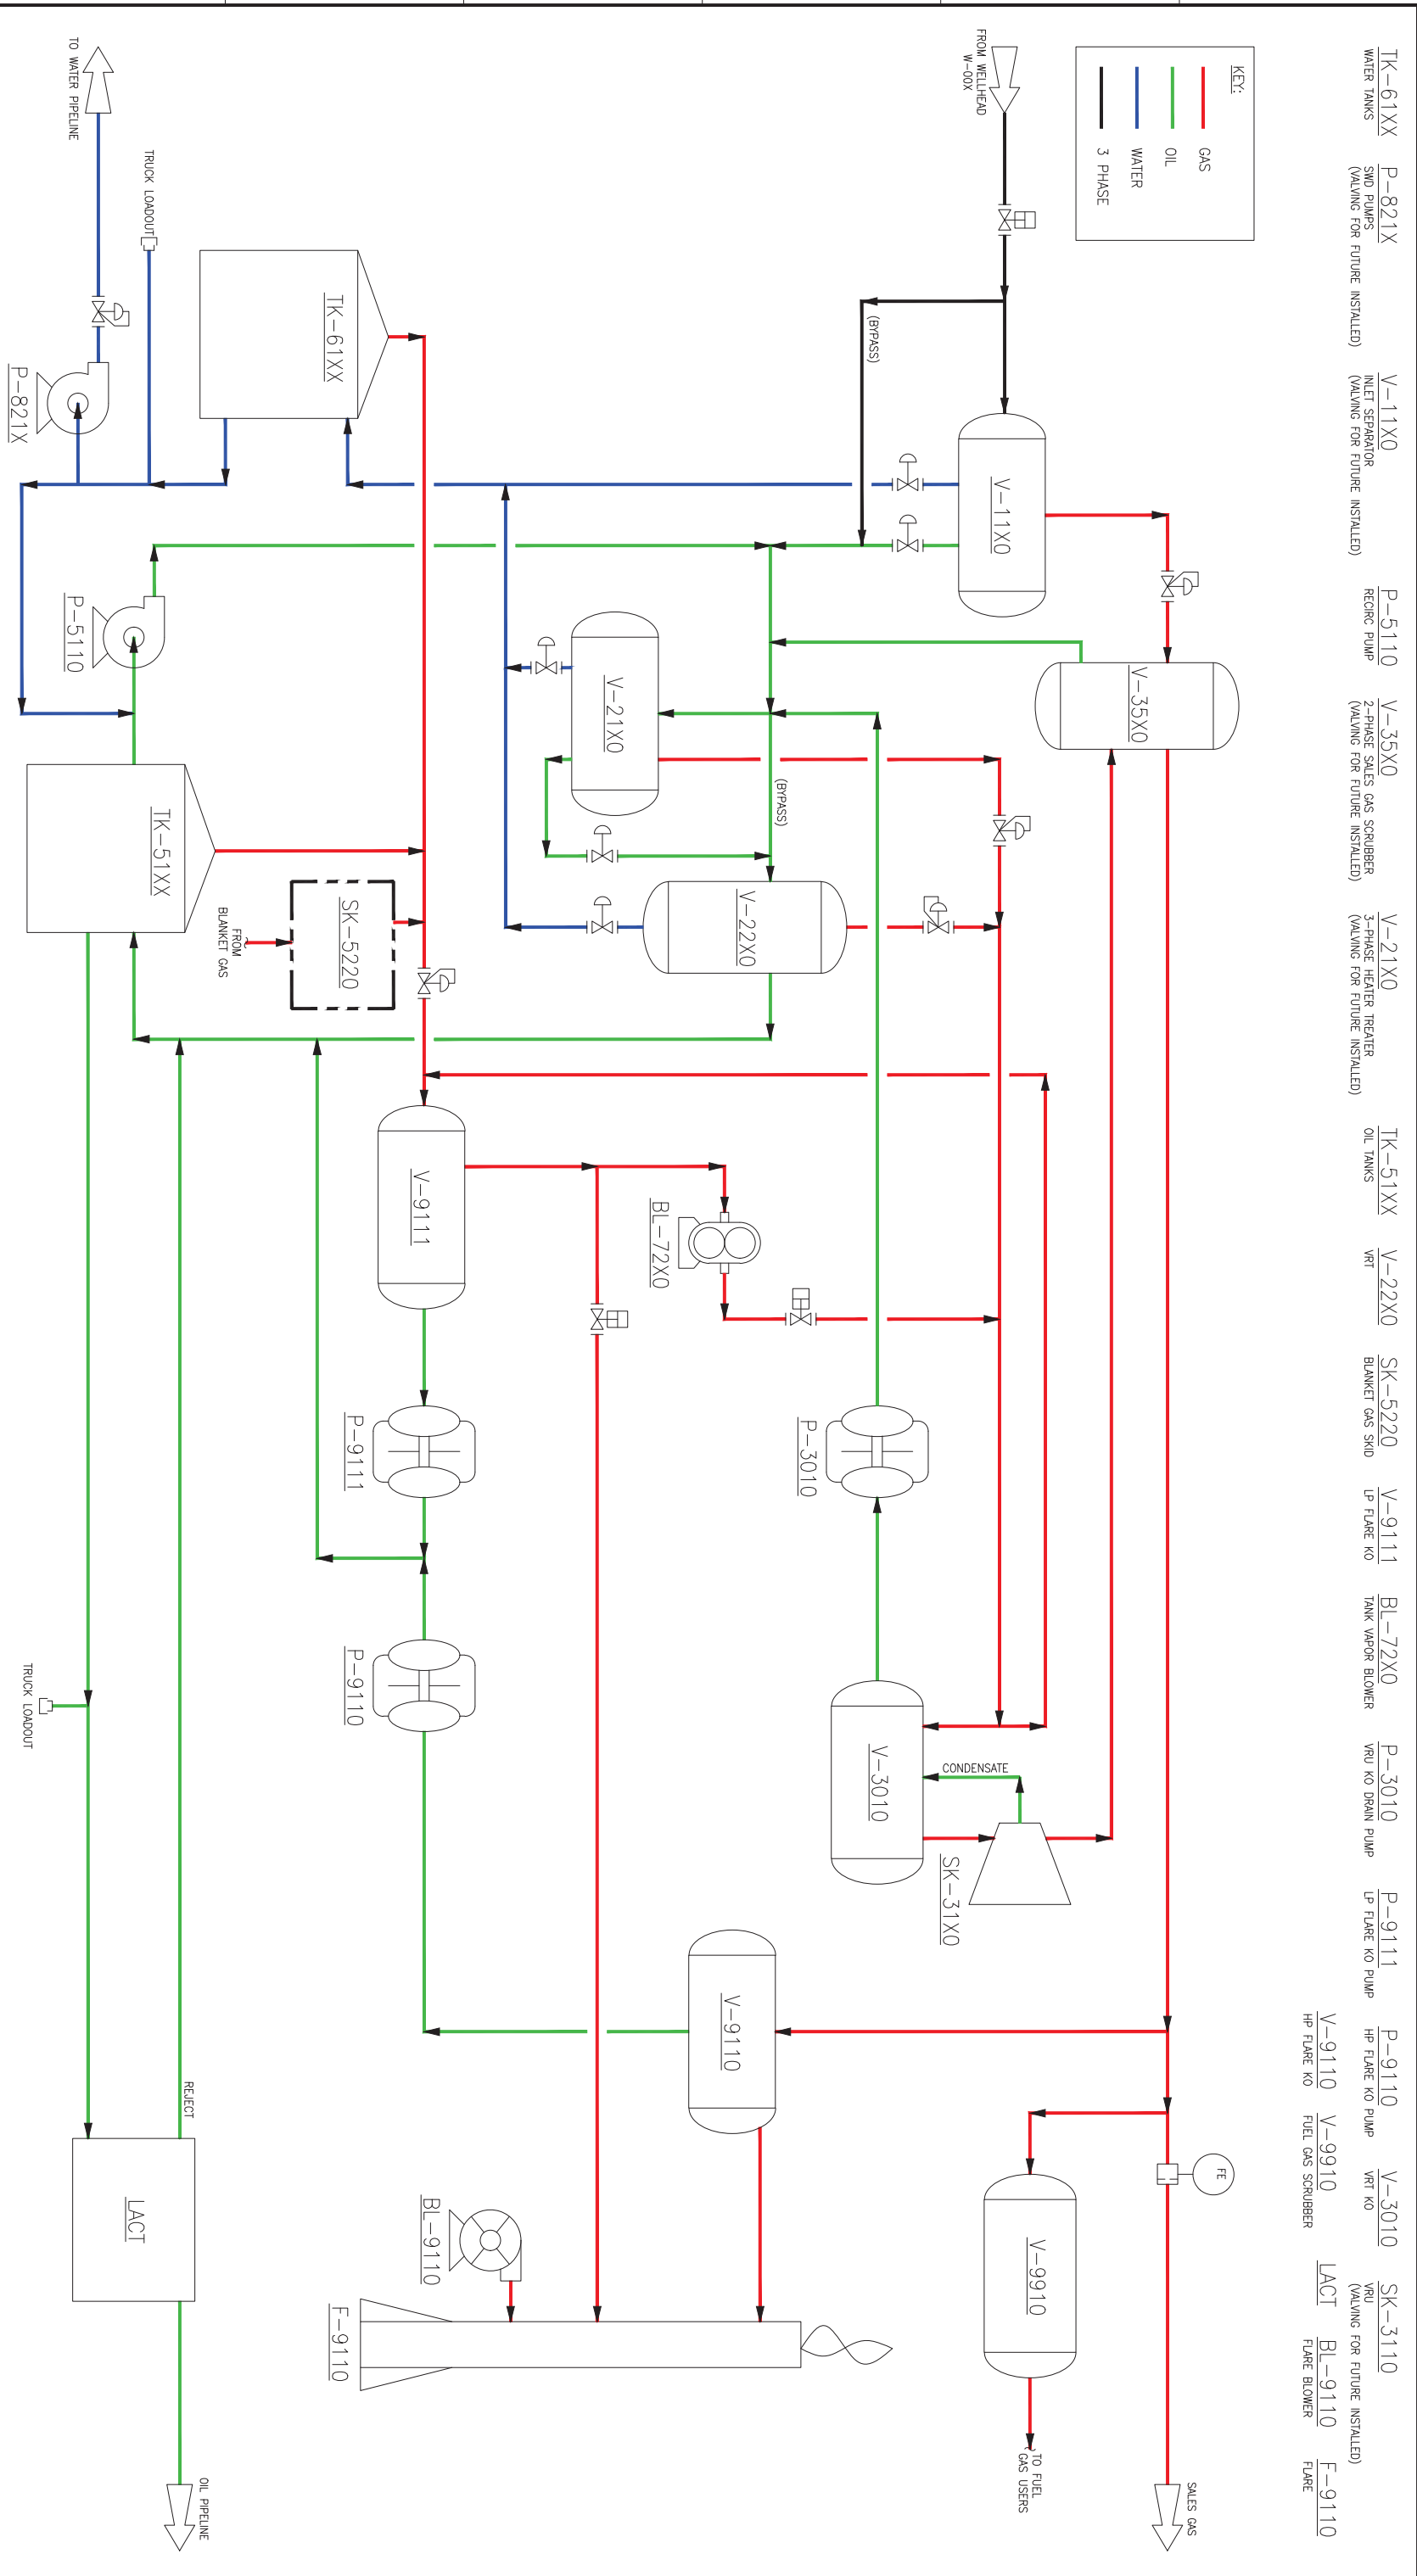 TK-61XX
WATER TANKS
P-821X
SWD PUMPS
(VALVING FOR FUTURE INSTALLED)
V-11X0
INLET SEPARATOR
(VALVING FOR FUTURE INSTALLED)
P-5110
RECIRC PUMP
V-35X0
2-PHASE SALES GAS SCRUBBER
(VALVING FOR FUTURE INSTALLED)
V-21X0
3-PHASE HEATER TREATER
(VALVING FOR FUTURE INSTALLED)
TK-51XX
OIL TANKS
V-22X0
VRT
SK-5220
BLANKET GAS SKID
V-9111
LP FLARE KO
BL-72X0
TANK VAPOR BLOWER
P-3010
VRU KO DRAIN PUMP
P-9111
LP FLARE KO PUMP
P-9110
HP FLARE KO PUMP
V-3010
VRT KO
SK-3110
VRU
(VALVING FOR FUTURE INSTALLED)
V-9110
HP FLARE KO
V-9910
FUEL GAS SCRUBBER
LACT
BL-9110
FLARE BLOWER
F-9110
FLARE
KEY:
GAS
OIL
WATER
3 PHASE
FROM WELLHEAD
W-00X
(BYPASS)
V-11X0
V-35X0
SALES GAS
FE
V-9910
TO FUEL
GAS USERS
CONDENSATE
SK-31X0
V-3010
P-3010
(BYPASS)
V-22X0
V-21X0
BL-72X0
V-9110
BL-9110
F-9110
V-9111
P-9111
P-9110
SK-5220
FROM
BLANKET GAS
TK-61XX
TK-51XX
TRUCK LOADOUT
TO WATER PIPELINE
P-821X
P-5110
REJECT
LACT
OIL PIPELINE
TRUCK LOADOUT